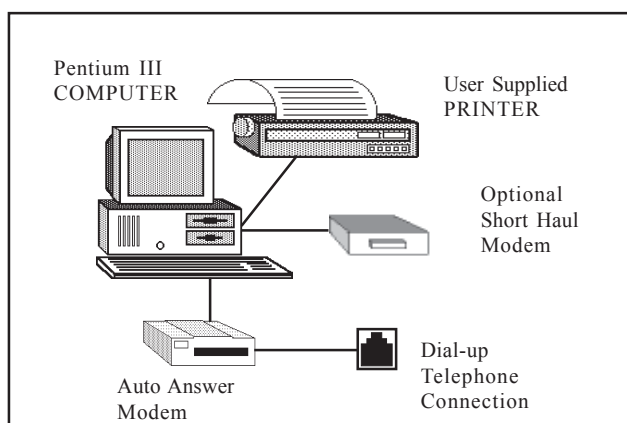 Pentium III
COMPUTER
User Supplied
PRINTER
Optional
Short Haul
Modem
Auto Answer
Modem
Dial-up
Telephone
Connection